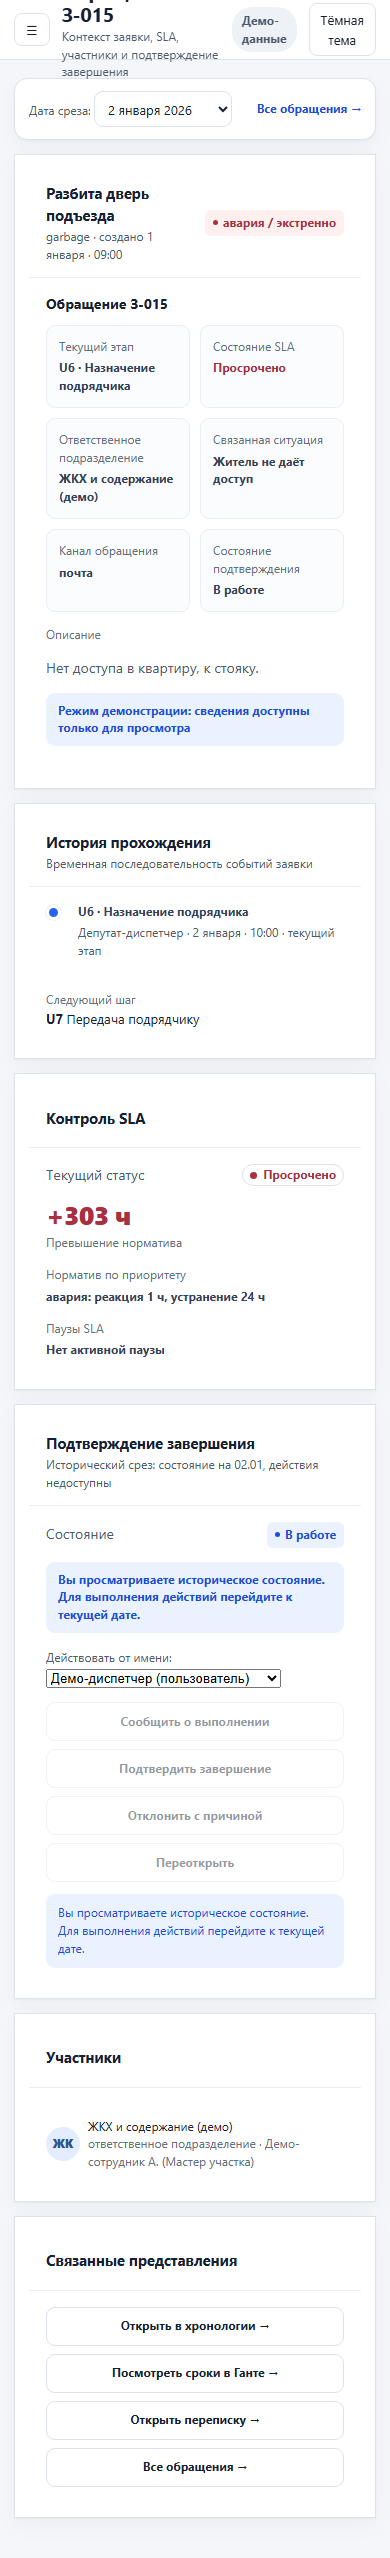 ☰
З-015
Контекст заявки, SLA,
участники и подтверждение
завершения
Демо-
данные
Тёмная
тема
Дата среза:
2 января 2026
Все обращения →
Разбита дверь
подъезда
garbage · создано 1
января · 09:00
авария / экстренно
Обращение З-015
Текущий этап
U6 · Назначение
подрядчика
Состояние SLA
Просрочено
Ответственное
подразделение
ЖКХ и содержание
(демо)
Связанная ситуация
Житель не даёт
доступ
Канал обращения
почта
Состояние
подтверждения
В работе
Описание
Нет доступа в квартиру, к стояку.
Режим демонстрации: сведения доступны
только для просмотра
История прохождения
Временная последовательность событий заявки
U6 · Назначение подрядчика
Депутат-диспетчер · 2 января · 10:00 · текущий
этап
Следующий шаг
U7 Передача подрядчику
Контроль SLA
Текущий статус
Просрочено
+303 ч
Превышение норматива
Норматив по приоритету
авария: реакция 1 ч, устранение 24 ч
Паузы SLA
Нет активной паузы
Подтверждение завершения
Исторический срез: состояние на 02.01, действия
недоступны
Состояние
В работе
Вы просматриваете историческое состояние.
Для выполнения действий перейдите к
текущей дате.
Действовать от имени:
Демо-диспетчер (пользователь)
Сообщить о выполнении
Подтвердить завершение
Отклонить с причиной
Переоткрыть
Вы просматриваете историческое состояние.
Для выполнения действий перейдите к текущей
дате.
Участники
ЖК
ЖКХ и содержание (демо)
ответственное подразделение · Демо-
сотрудник А. (Мастер участка)
Связанные представления
Открыть в хронологии →
Посмотреть сроки в Ганте →
Открыть переписку →
Все обращения →